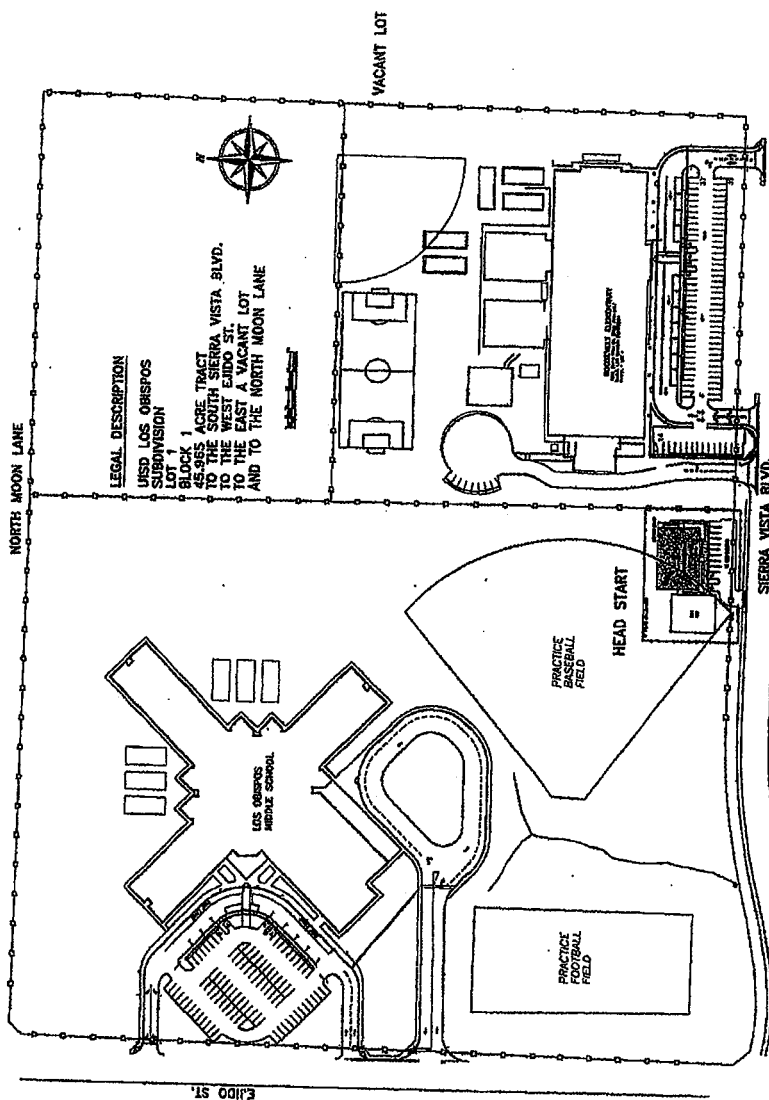 NORTH MOON LANE
VACANT LOT
N
LEGAL DESCRIPTION
UISD LOS OBISPOS
SUBDIVISION
LOT 1
BLOCK 1
45.965 ACRE TRACT
TO THE SOUTH SIERRA VISTA BLVD.
TO THE WEST EJIDO ST.
TO THE EAST A VACANT LOT
AND TO THE NORTH MOON LANE
LOS OBISPOS
MIDDLE SCHOOL
HEAD START
PRACTICE
BASEBALL
FIELD
PRACTICE
FOOTBALL
FIELD
SIERRA VISTA BLVD.
EJIDO ST.